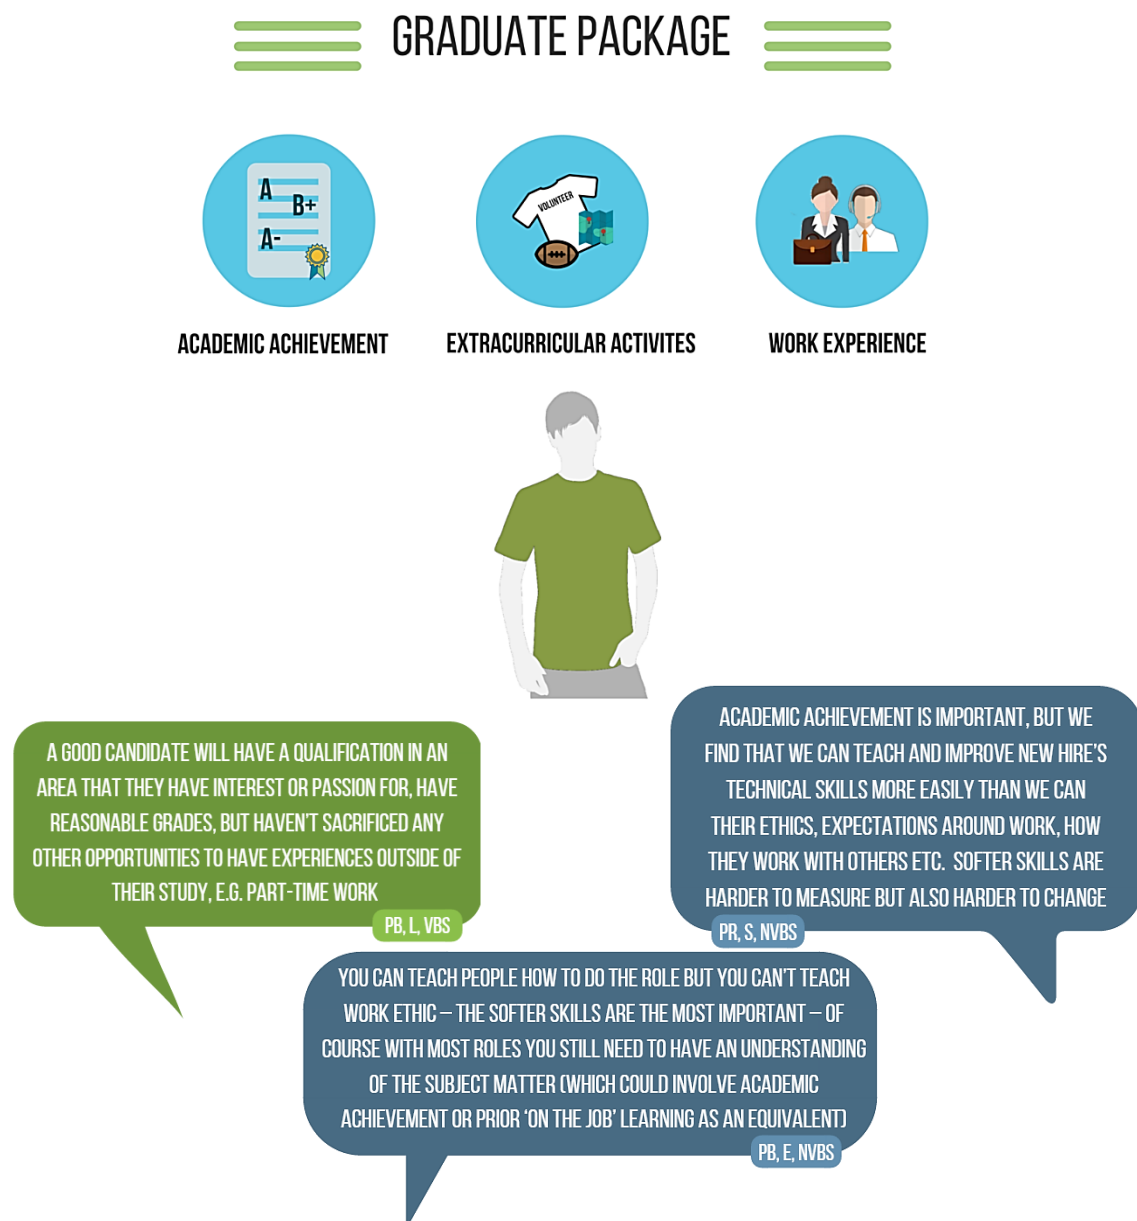 GRADUATE PACKAGE
A
B+
A-
VOLUNTEER
ACADEMIC ACHIEVEMENT
EXTRACURRICULAR ACTIVITES
WORK EXPERIENCE
A GOOD CANDIDATE WILL HAVE A QUALIFICATION IN AN
AREA THAT THEY HAVE INTEREST OR PASSION FOR, HAVE
REASONABLE GRADES, BUT HAVEN'T SACRIFICED ANY
OTHER OPPORTUNITIES TO HAVE EXPERIENCES OUTSIDE OF
THEIR STUDY, E.G. PART-TIME WORK
PB, L, VBS
ACADEMIC ACHIEVEMENT IS IMPORTANT, BUT WE
FIND THAT WE CAN TEACH AND IMPROVE NEW HIRE'S
TECHNICAL SKILLS MORE EASILY THAN WE CAN
THEIR ETHICS, EXPECTATIONS AROUND WORK, HOW
THEY WORK WITH OTHERS ETC.  SOFTER SKILLS ARE
HARDER TO MEASURE BUT ALSO HARDER TO CHANGE
PR, S, NVBS
YOU CAN TEACH PEOPLE HOW TO DO THE ROLE BUT YOU CAN'T TEACH
WORK ETHIC – THE SOFTER SKILLS ARE THE MOST IMPORTANT – OF
COURSE WITH MOST ROLES YOU STILL NEED TO HAVE AN UNDERSTANDING
OF THE SUBJECT MATTER (WHICH COULD INVOLVE ACADEMIC
ACHIEVEMENT OR PRIOR 'ON THE JOB' LEARNING AS AN EQUIVALENT)
PB, E, NVBS